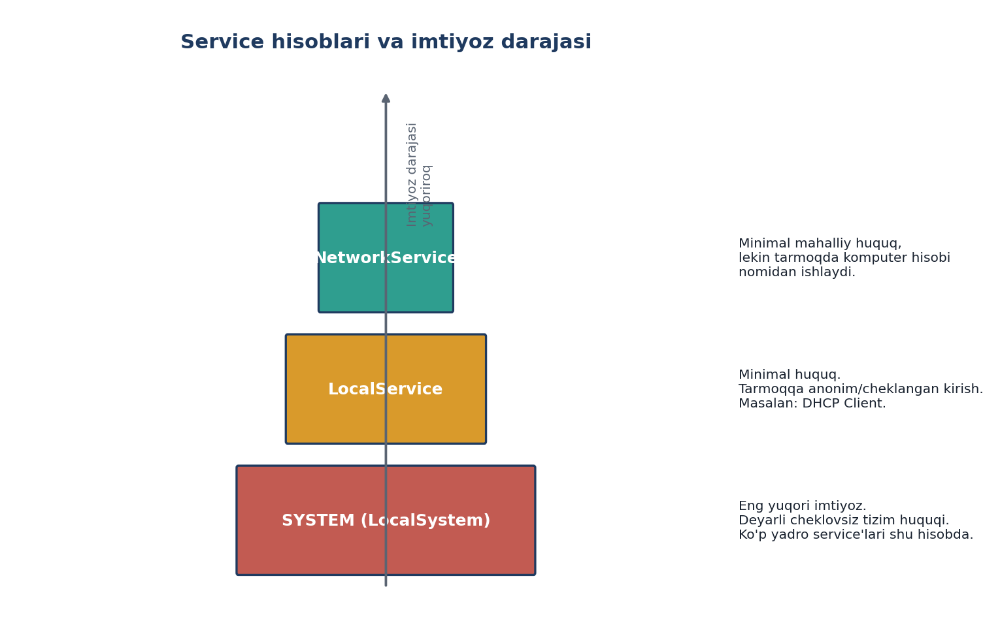 Service hisoblari va imtiyoz darajasi
Imtiyoz darajasi
yuqoriroq
NetworkService
Minimal mahalliy huquq,
lekin tarmoqda komputer hisobi
nomidan ishlaydi.
LocalService
Minimal huquq.
Tarmoqqa anonim/cheklangan kirish.
Masalan: DHCP Client.
SYSTEM (LocalSystem)
Eng yuqori imtiyoz.
Deyarli cheklovsiz tizim huquqi.
Ko'p yadro service'lari shu hisobda.